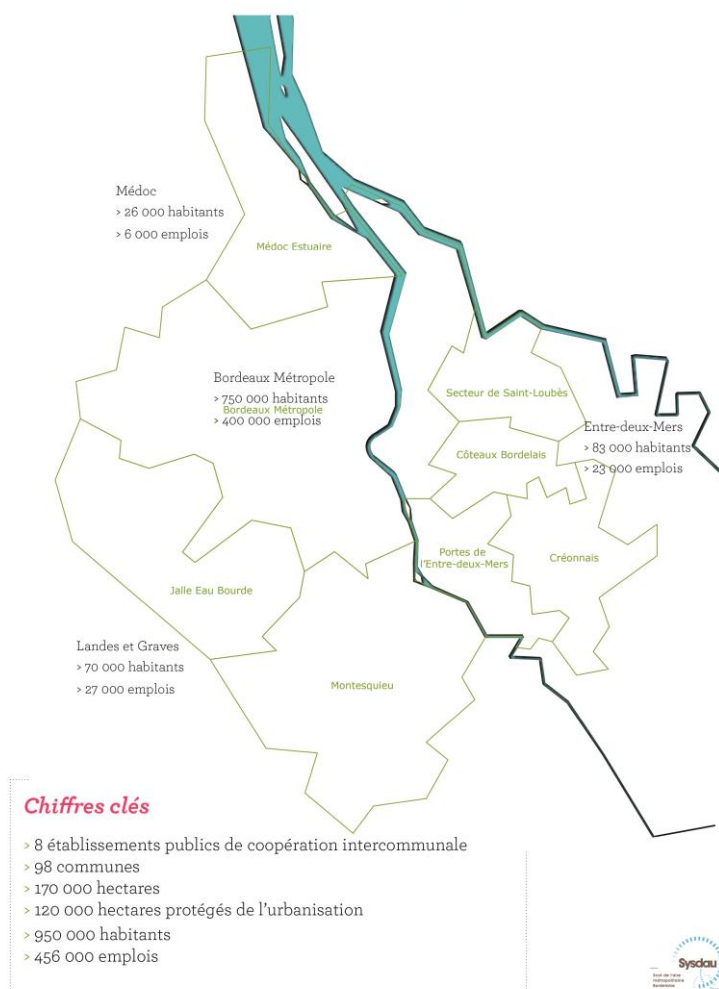 Médoc
> 26 000 habitants
> 6 000 emplois
Médoc Estuaire
Bordeaux Métropole
> 750 000 habitants
Bordeaux Métropole
> 400 000 emplois
Secteur de Saint-Loubès
Entre-deux-Mers
> 83 000 habitants
> 23 000 emplois
Côteaux Bordelais
Portes de
l'Entre-deux-Mers
Créonnais
Jalle Eau Bourde
Landes et Graves
> 70 000 habitants
> 27 000 emplois
Montesquieu
Chiffres clés
> 8 établissements publics de coopération intercommunale
> 98 communes
> 170 000 hectares
> 120 000 hectares protégés de l'urbanisation
> 950 000 habitants
> 456 000 emplois
Sysdau
métropolitaine